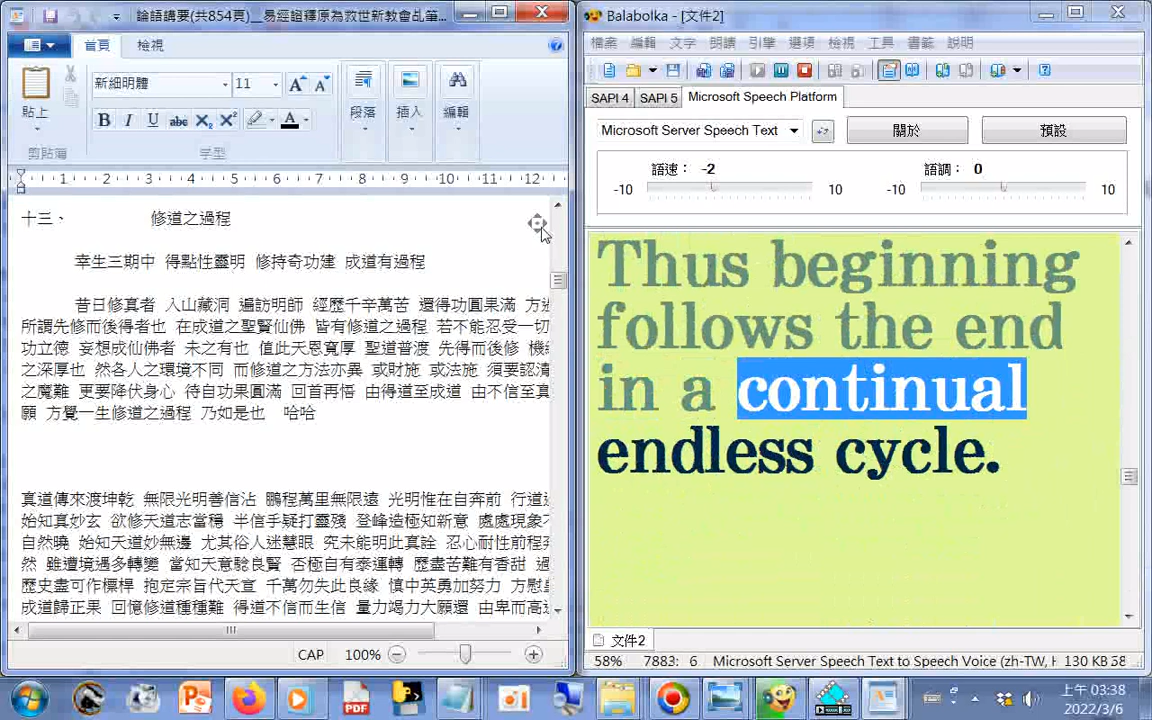 論語講要(共854頁)__易經證釋原為救世新教會乩筆...
首頁
檢視
新細明體
11
貼上
段落
插入
編輯
剪貼簿
字型
1 2 3 4 5 6 7 8 9 10 11 12
十三、 修道之過程
幸生三期中 得點性靈明 修持奇功建 成道有過程
昔日修真者 入山藏洞 遍訪明師 經歷千辛萬苦 還得功圓果滿 方
所謂先修而後得者也 在成道之聖賢仙佛 皆有修道之過程 若不能忍受一切
功立德 妄想成仙佛者 未之有也 值此天恩寬厚 聖道普渡 先得而後修 機
之深厚也 然各人之環境不同 而修道之方法亦異 或財施 或法施 須要認清
之魔難 更要降伏身心 待自功果圓滿 回首再悟 由得道至成道 由不信至真
願 方覺一生修道之過程 乃如是也 哈哈
真道傳來渡坤乾 無限光明善信沾 鵬程萬里無限遠 光明惟在自奔前 行道
始知真妙玄 欲修天道志當穩 半信半疑打靈殘 登峰造極知新意 處處現象
自然曉 始知天道妙無邊 尤其俗人迷慧眼 究未能明此真詮 忍心耐性前程
然 雖遭境遇多轉變 當知天意驗良賢 否極自有泰運轉 歷盡苦難有香甜 過
歷史盡可作標桿 抱定宗旨代天宣 千萬勿失此良緣 慎中英勇加努力 方慰
成道歸正果 回憶修道種種難 得道不信而生信 量力竭力大願還 由卑而高
CAP 100%
Balabolka - [文件2]
檔案 編輯 文字 朗讀 引擎 選項 檢視 工具 書籤 說明
SAPI 4 SAPI 5 Microsoft Speech Platform
Microsoft Server Speech Text
關於
預設
語速： -2
語調： 0
-10 10 -10 10
Thus beginning
follows the end
in a continual
endless cycle.
文件2
58% 7883: 6 Microsoft Server Speech Text to Speech Voice (zh-TW, H 130 KB 58
上午 03:38
2022/3/6